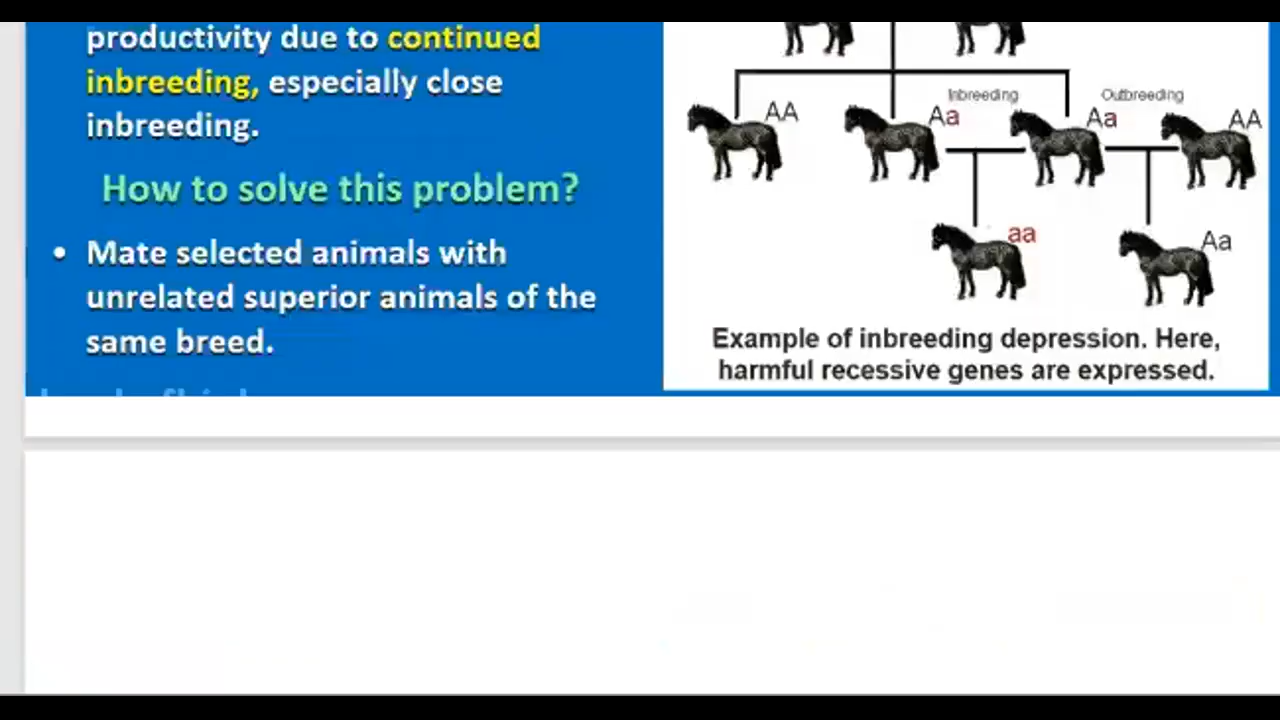 productivity due to continued
inbreeding, especially close
inbreeding.
How to solve this problem?
• Mate selected animals with
unrelated superior animals of the
same breed.
Inbreeding
Outbreeding
AA
Aa
Aa
AA
aa
Aa
Example of inbreeding depression. Here,
harmful recessive genes are expressed.